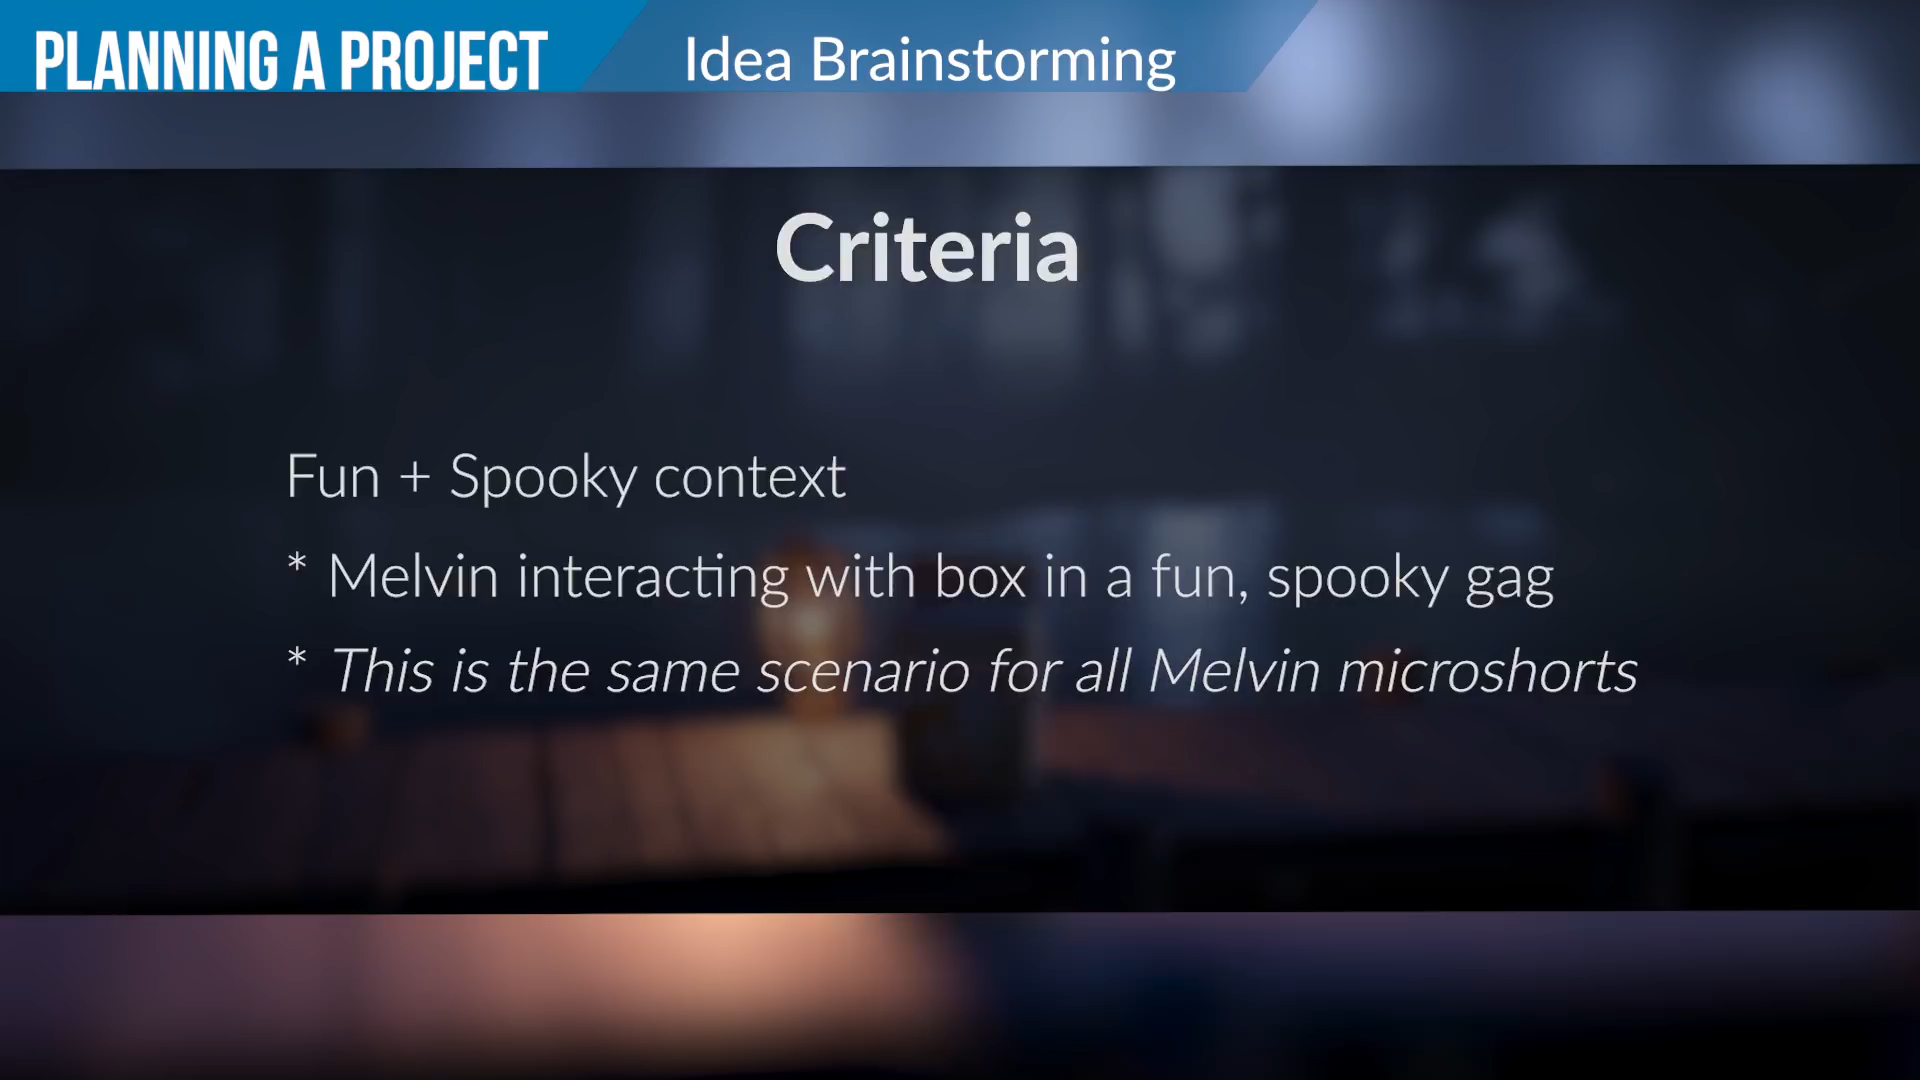 PLANNING A PROJECT
Idea Brainstorming
Criteria
Fun + Spooky context
* Melvin interacting with box in a fun, spooky gag
* This is the same scenario for all Melvin microshorts